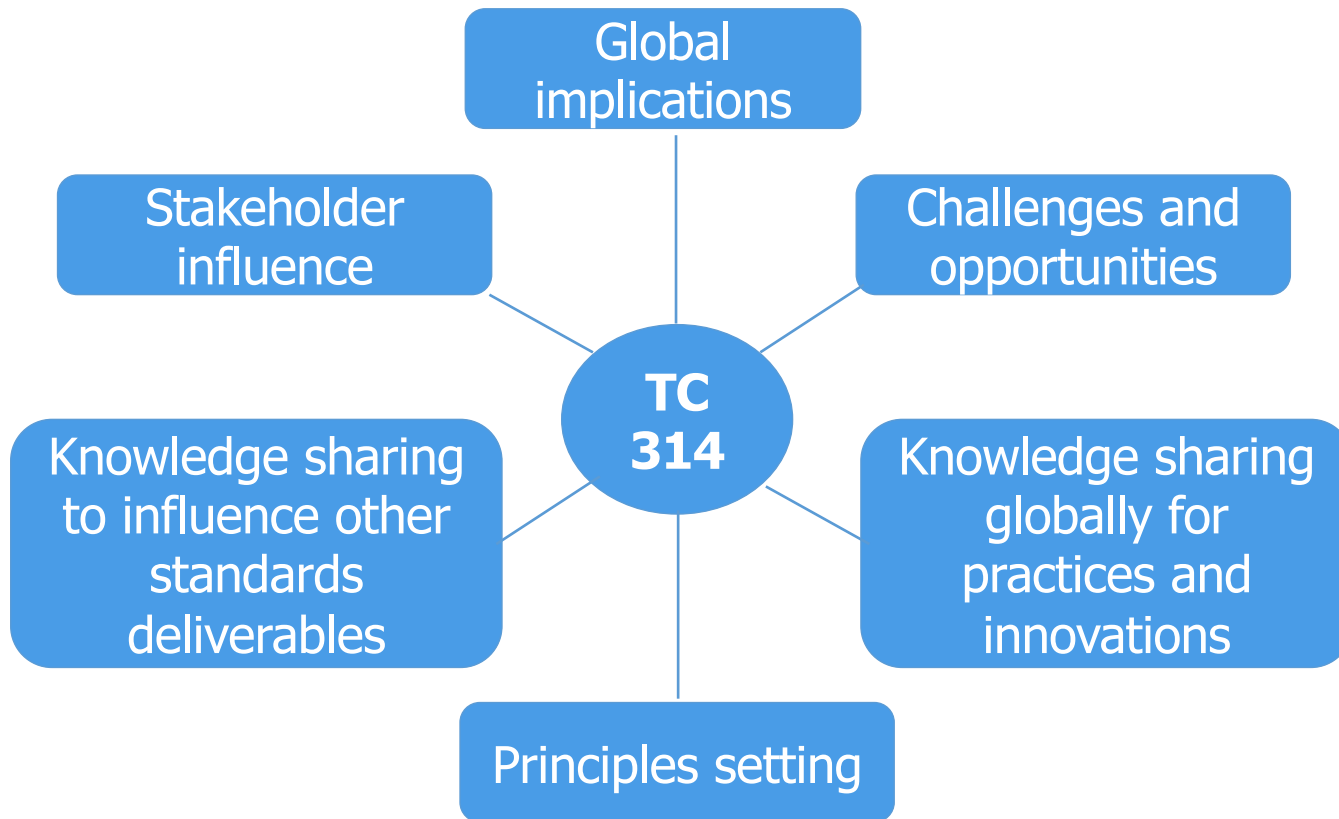 Global
implications
Stakeholder
influence
Challenges and
opportunities
TC
314
Knowledge sharing
to influence other
standards
deliverables
Knowledge sharing
globally for
practices and
innovations
Principles setting